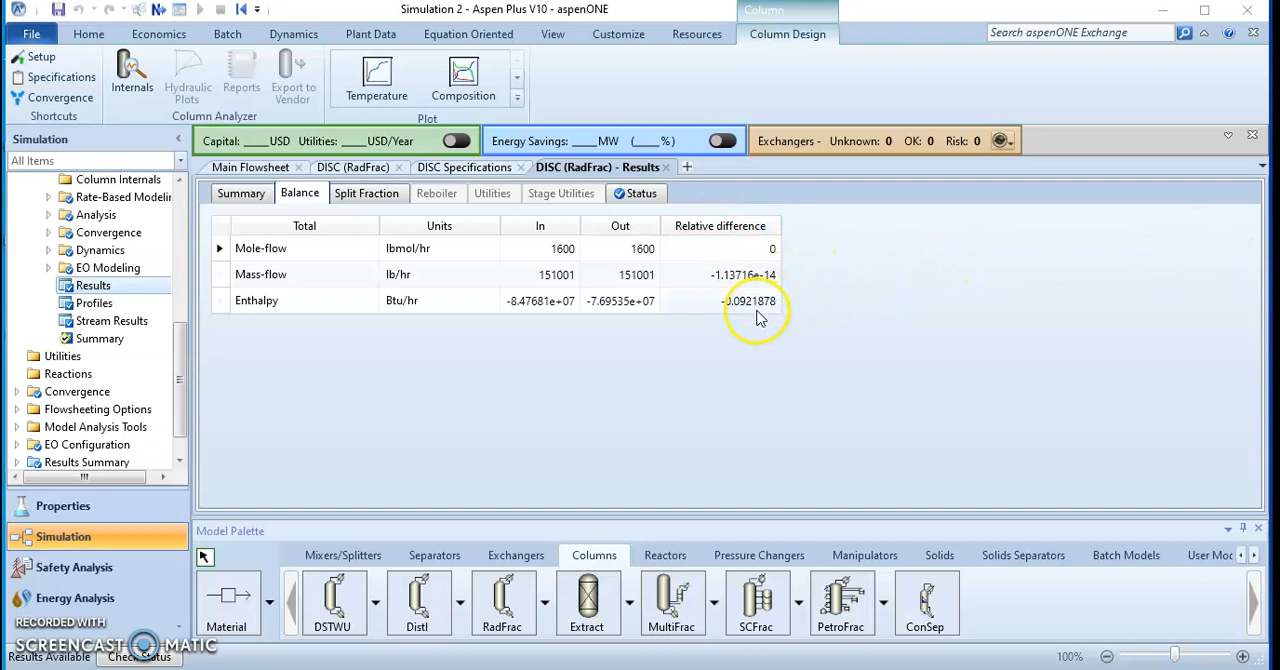 Simulation 2 - Aspen Plus V10 - aspenONE
Column
File Home Economics Batch Dynamics Plant Data Equation Oriented View Customize Resources Column Design Search aspenONE Exchange
Setup
Specifications
Convergence
Shortcuts
Internals
Hydraulic Plots
Reports
Export to Vendor
Column Analyzer
Temperature
Composition
Plot
Simulation
All Items
Capital: ____ USD Utilities: ____ USD/Year
Energy Savings: ____ MW (____ %)
Exchangers - Unknown: 0 OK: 0 Risk: 0
Main Flowsheet DISC (RadFrac) DISC Specifications DISC (RadFrac) - Results
Summary Balance Split Fraction Reboiler Utilities Stage Utilities Status
Total Units In Out Relative difference
Mole-flow lbmol/hr 1600 1600 0
Mass-flow lb/hr 151001 151001 -1.13716e-14
Enthalpy Btu/hr -8.47681e+07 -7.69535e+07 -0.0921878
Column Internals
Rate-Based Modelin
Analysis
Convergence
Dynamics
EO Modeling
Results
Profiles
Stream Results
Summary
Utilities
Reactions
Convergence
Flowsheeting Options
Model Analysis Tools
EO Configuration
Results Summary
Properties
Simulation
Safety Analysis
Energy Analysis
RECORDED WITH
SCREENCAST MATIC
Model Palette
Mixers/Splitters Separators Exchangers Columns Reactors Pressure Changers Manipulators Solids Solids Separators Batch Models User Moc
Material DSTWU Distl RadFrac Extract MultiFrac SCFrac PetroFrac ConSep
Results Available Check Status 100%